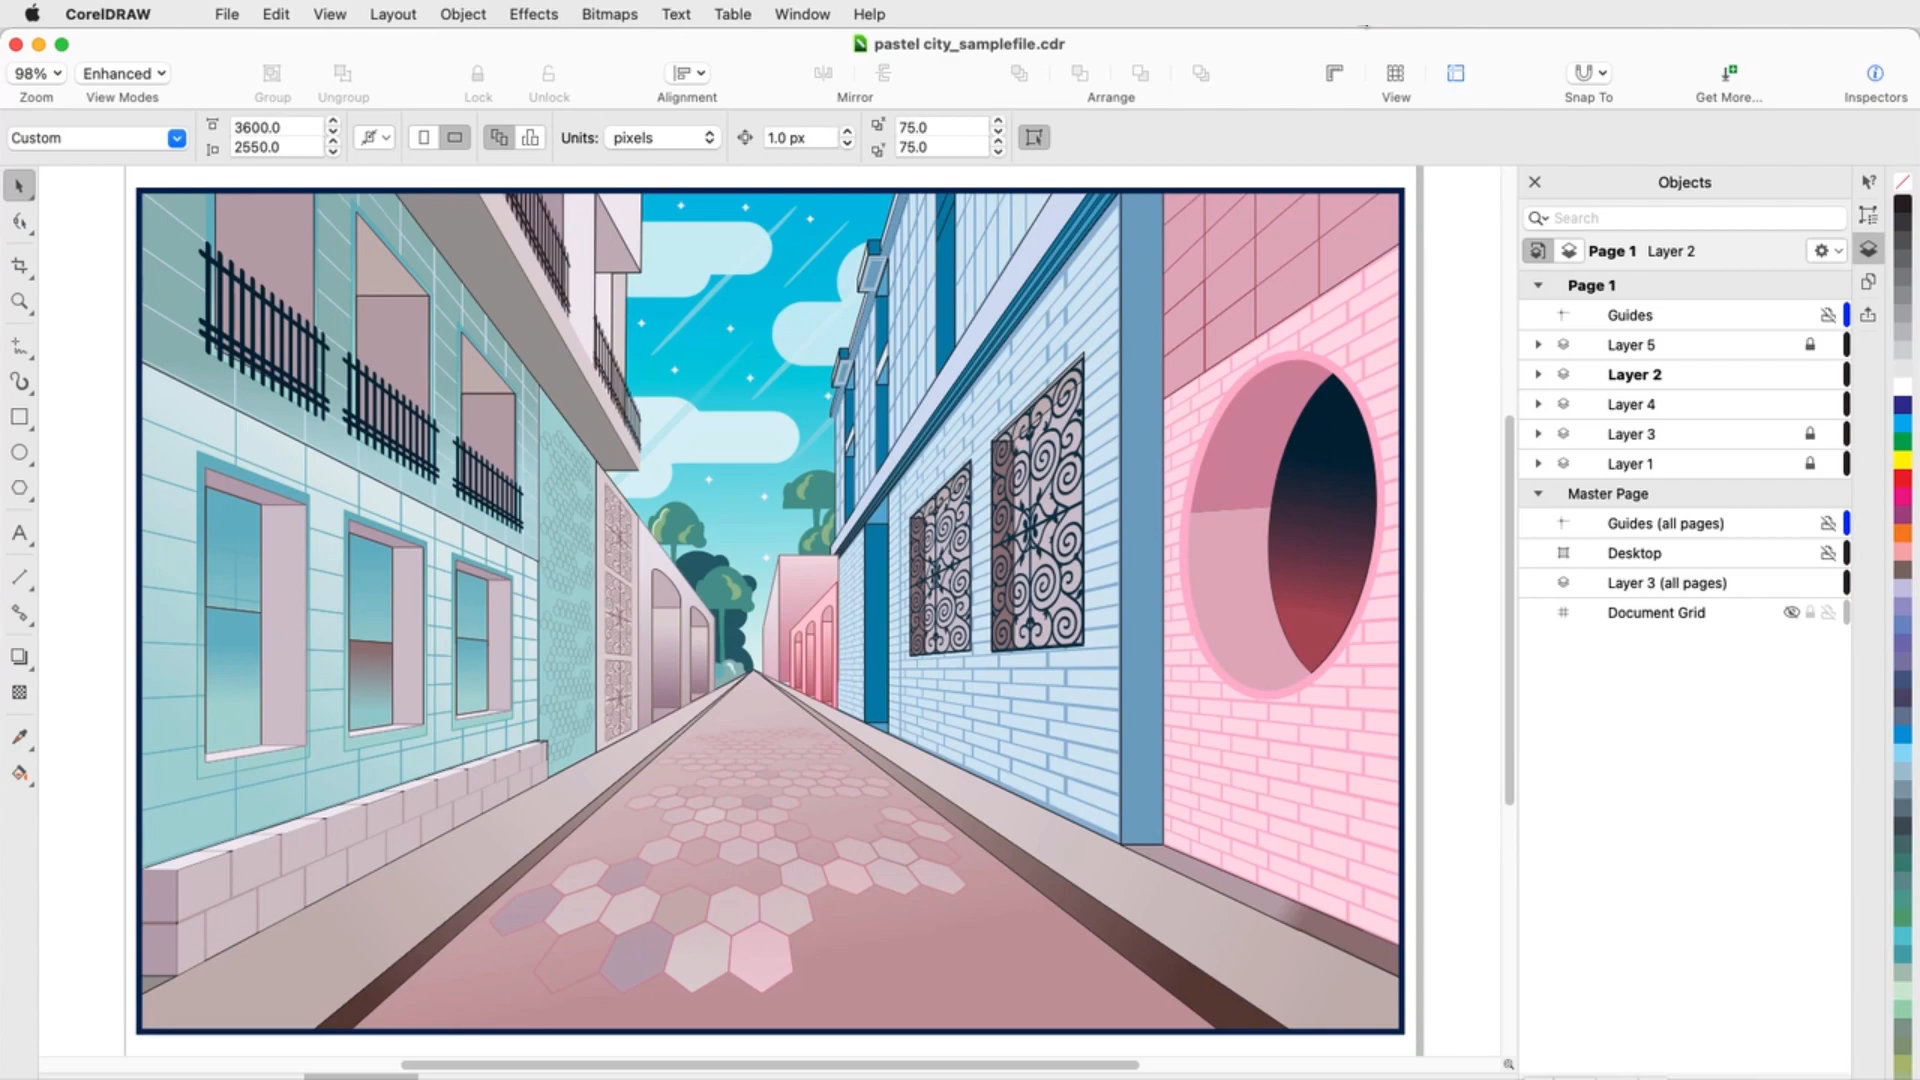 CorelDRAW File Edit View Layout Object Effects Bitmaps Text Table Window Help
pastel city_samplefile.cdr
98% Enhanced
Zoom View Modes Group Ungroup Lock Unlock Alignment Mirror Arrange View Snap To Get More... Inspectors
Custom 3600.0 2550.0 Units: pixels 1.0 px 75.0 75.0
Objects
Search
Page 1 Layer 2
Page 1
Guides
Layer 5
Layer 2
Layer 4
Layer 3
Layer 1
Master Page
Guides (all pages)
Desktop
Layer 3 (all pages)
Document Grid